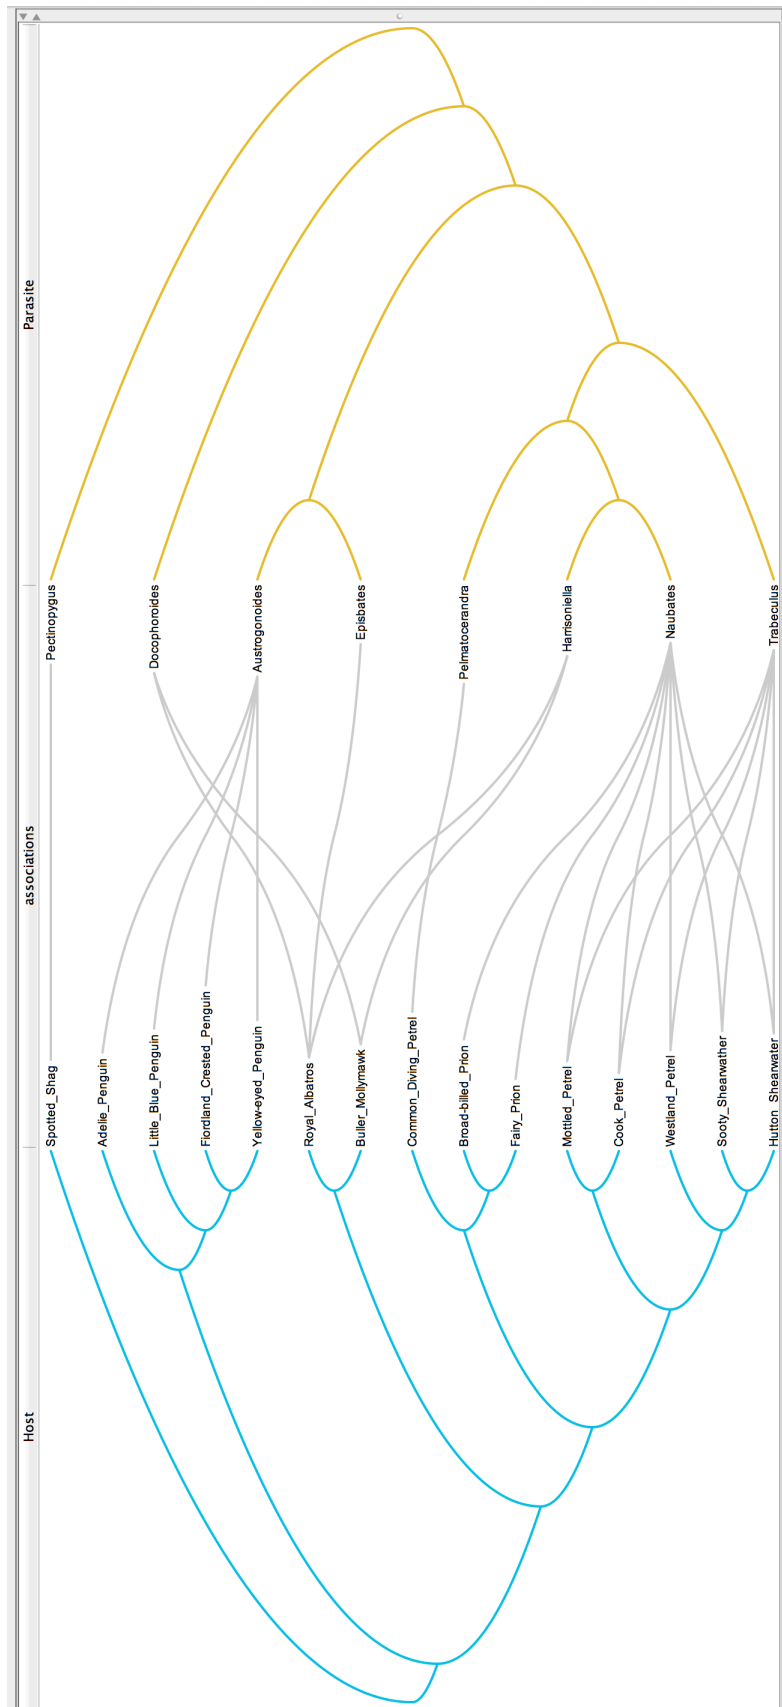 Parasite
associations
Host
Pectinopygus
Docophoroides
Austrogonoides
Episbates
Pelmatocerandra
Harrisoniella
Naubates
Trabeculus
Spotted_Shag
Adelie_Penguin
Little_Blue_Penguin
Fiordland_Crested_Penguin
Yellow-eyed_Penguin
Royal_Albatros
Buller_Mollymawk
Common_Diving_Petrel
Broad-billed_Prion
Fairy_Prion
Mottled_Petrel
Cook_Petrel
Westland_Petrel
Sooty_Shearwather
Hutton_Shearwater